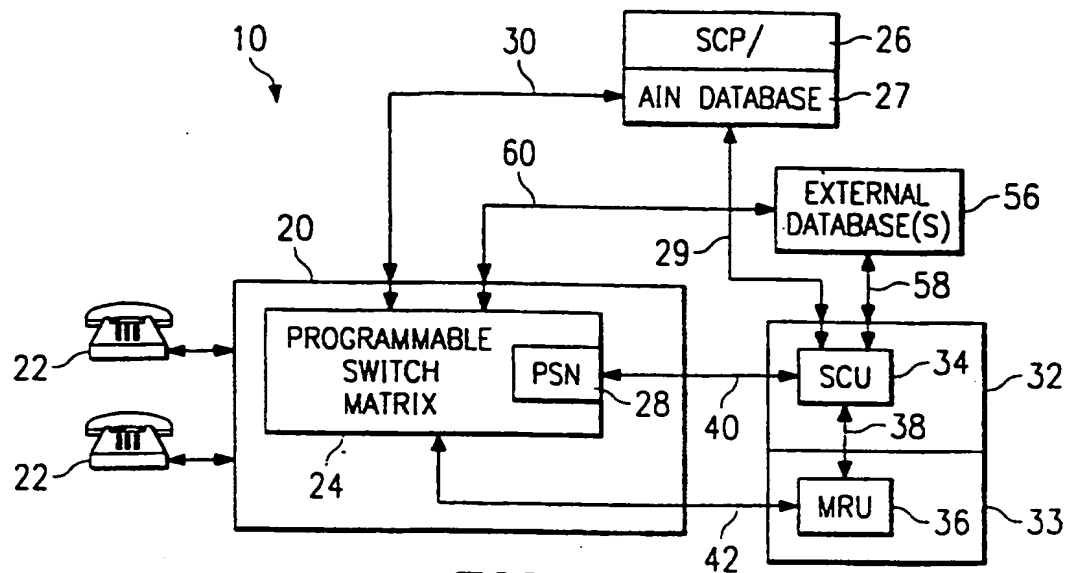 10
30
SCP/
26
AIN DATABASE
27
60
EXTERNAL
DATABASE(S)
56
20
29
58
PROGRAMMABLE
SWITCH
MATRIX
PSN
28
SCU
34
32
22
40
38
22
24
MRU
36
33
42